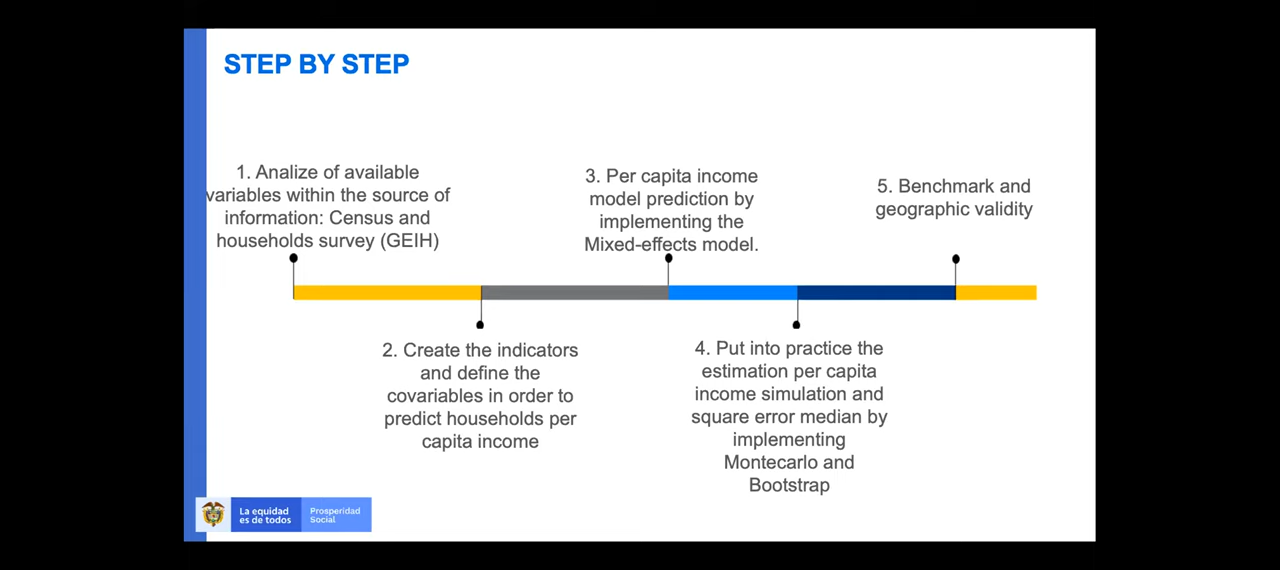 STEP BY STEP
1. Analize of available
variables within the source of
information: Census and
households survey (GEIH)
2. Create the indicators
and define the
covariables in order to
predict households per
capita income
3. Per capita income
model prediction by
implementing the
Mixed-effects model.
4. Put into practice the
estimation per capita
income simulation and
square error median by
implementing
Montecarlo and
Bootstrap
5. Benchmark and
geographic validity
La equidad
es de todos
Prosperidad
Social